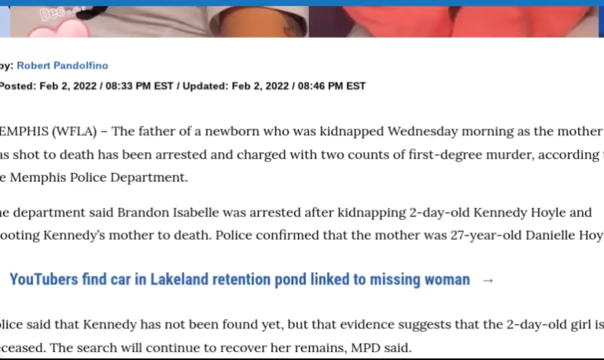 Dec.
by: Robert Pandolfino
Posted: Feb 2, 2022 / 08:33 PM EST / Updated: Feb 2, 2022 / 08:46 PM EST
EMPHIS (WFLA) – The father of a newborn who was kidnapped Wednesday morning as the mother
as shot to death has been arrested and charged with two counts of first-degree murder, according
e Memphis Police Department.
he department said Brandon Isabelle was arrested after kidnapping 2-day-old Kennedy Hoyle and
ooting Kennedy’s mother to death. Police confirmed that the mother was 27-year-old Danielle Hoy
YouTubers find car in Lakeland retention pond linked to missing woman →
olice said that Kennedy has not been found yet, but that evidence suggests that the 2-day-old girl is
eceased. The search will continue to recover her remains, MPD said.